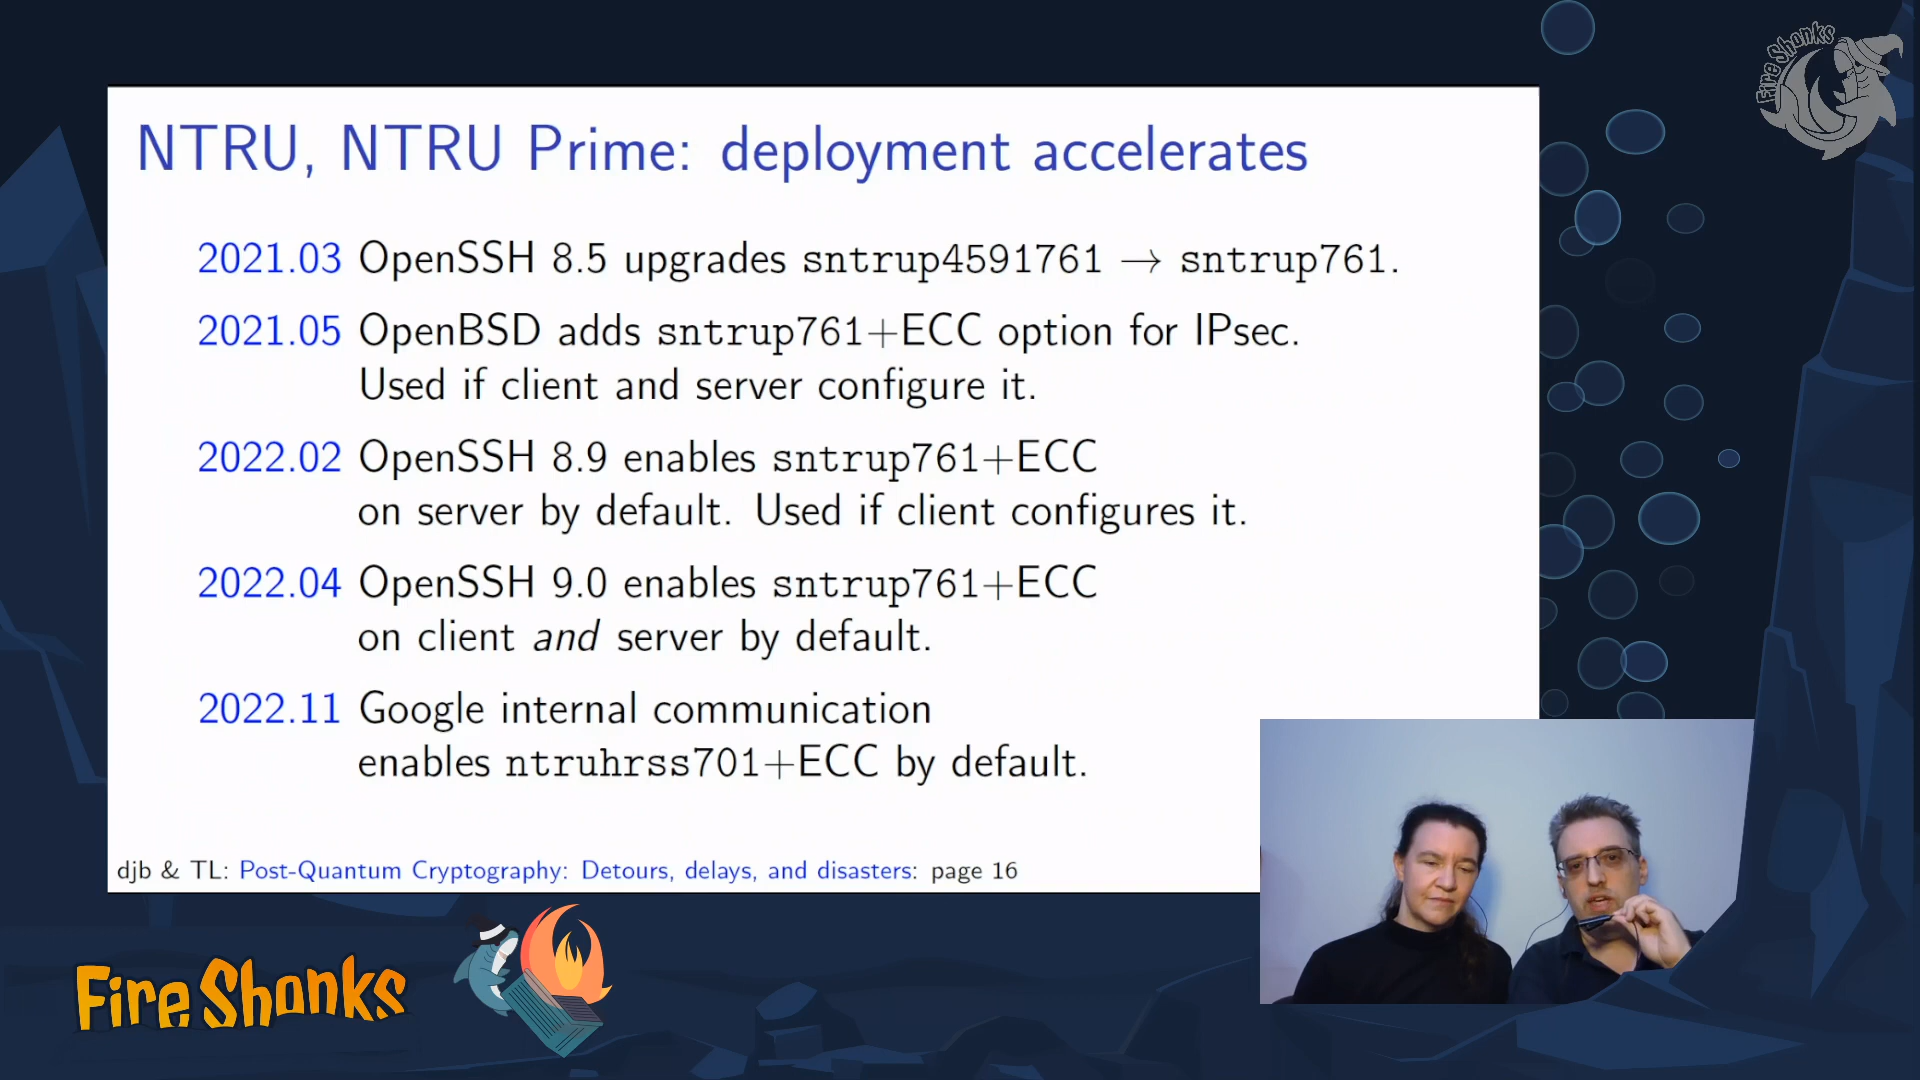 Fire Shonks
NTRU, NTRU Prime: deployment accelerates
2021.03 OpenSSH 8.5 upgrades sntrup4591761 → sntrup761.
2021.05 OpenBSD adds sntrup761+ECC option for IPsec.
Used if client and server configure it.
2022.02 OpenSSH 8.9 enables sntrup761+ECC
on server by default. Used if client configures it.
2022.04 OpenSSH 9.0 enables sntrup761+ECC
on client and server by default.
2022.11 Google internal communication
enables ntruhrss701+ECC by default.
djb & TL: Post-Quantum Cryptography: Detours, delays, and disasters: page 16
Fire Shonks